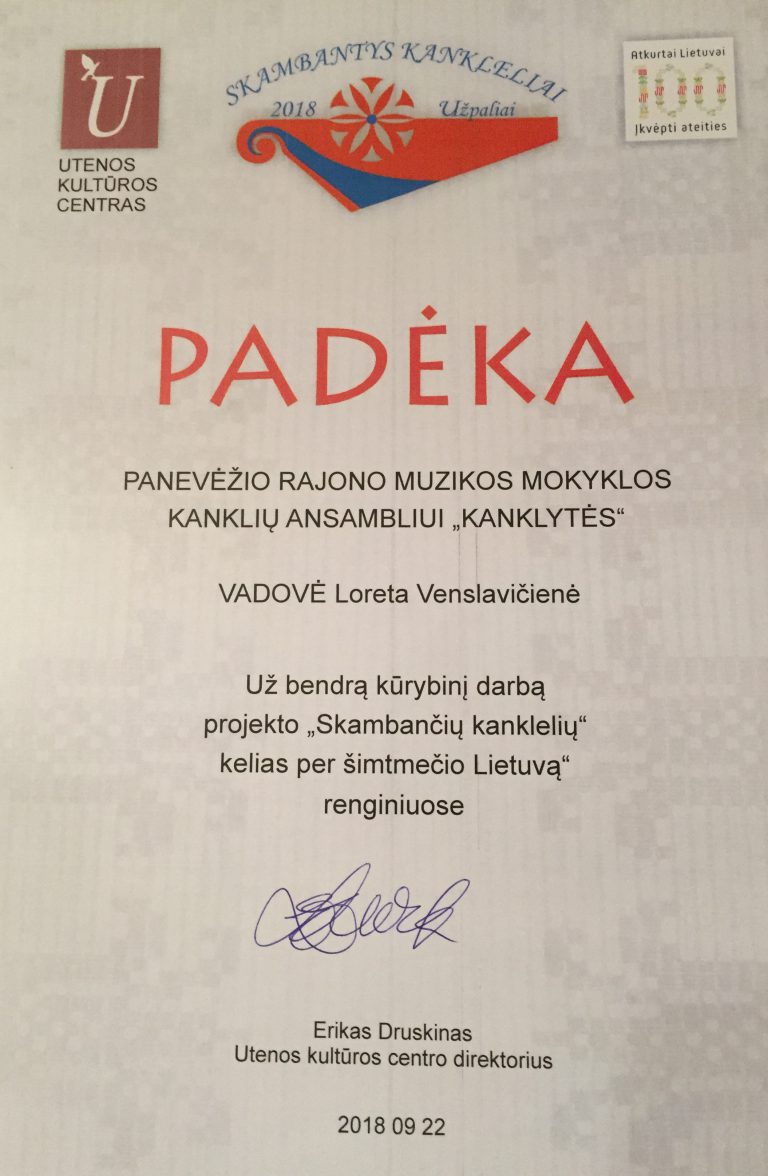 U
UTENOS
KULTŪROS
CENTRAS
SKAMBANTYS KANKLELIAI
2018 Užpaliai
Atkurtai Lietuvai
100
Įkvėpti ateities
PADĖKA
PANEVĖŽIO RAJONO MUZIKOS MOKYKLOS
KANKLIŲ ANSAMBLIUI „KANKLYTĖS“
VADOVĖ Loreta Venslavičienė
Už bendrą kūrybinį darbą
projekto „Skambančių kanklelių“
kelias per šimtmečio Lietuvą“
renginiuose
Erikas Druskinas
Utenos kultūros centro direktorius
2018 09 22